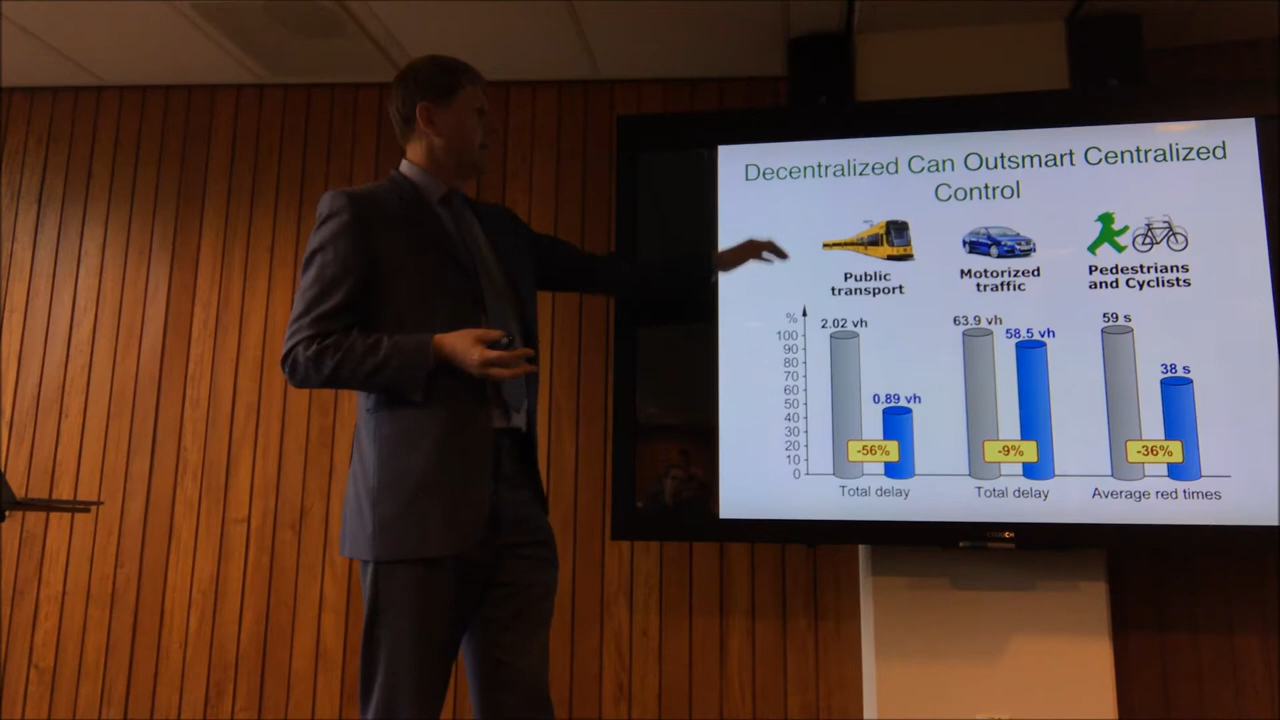 Decentralized Can Outsmart Centralized
Control
Public
transport
Motorized
traffic
Pedestrians
and Cyclists
%
100
90
80
70
60
50
40
30
20
10
0
2.02 vh
0.89 vh
-56%
Total delay
63.9 vh
58.5 vh
-9%
Total delay
59 s
38 s
-36%
Average red times